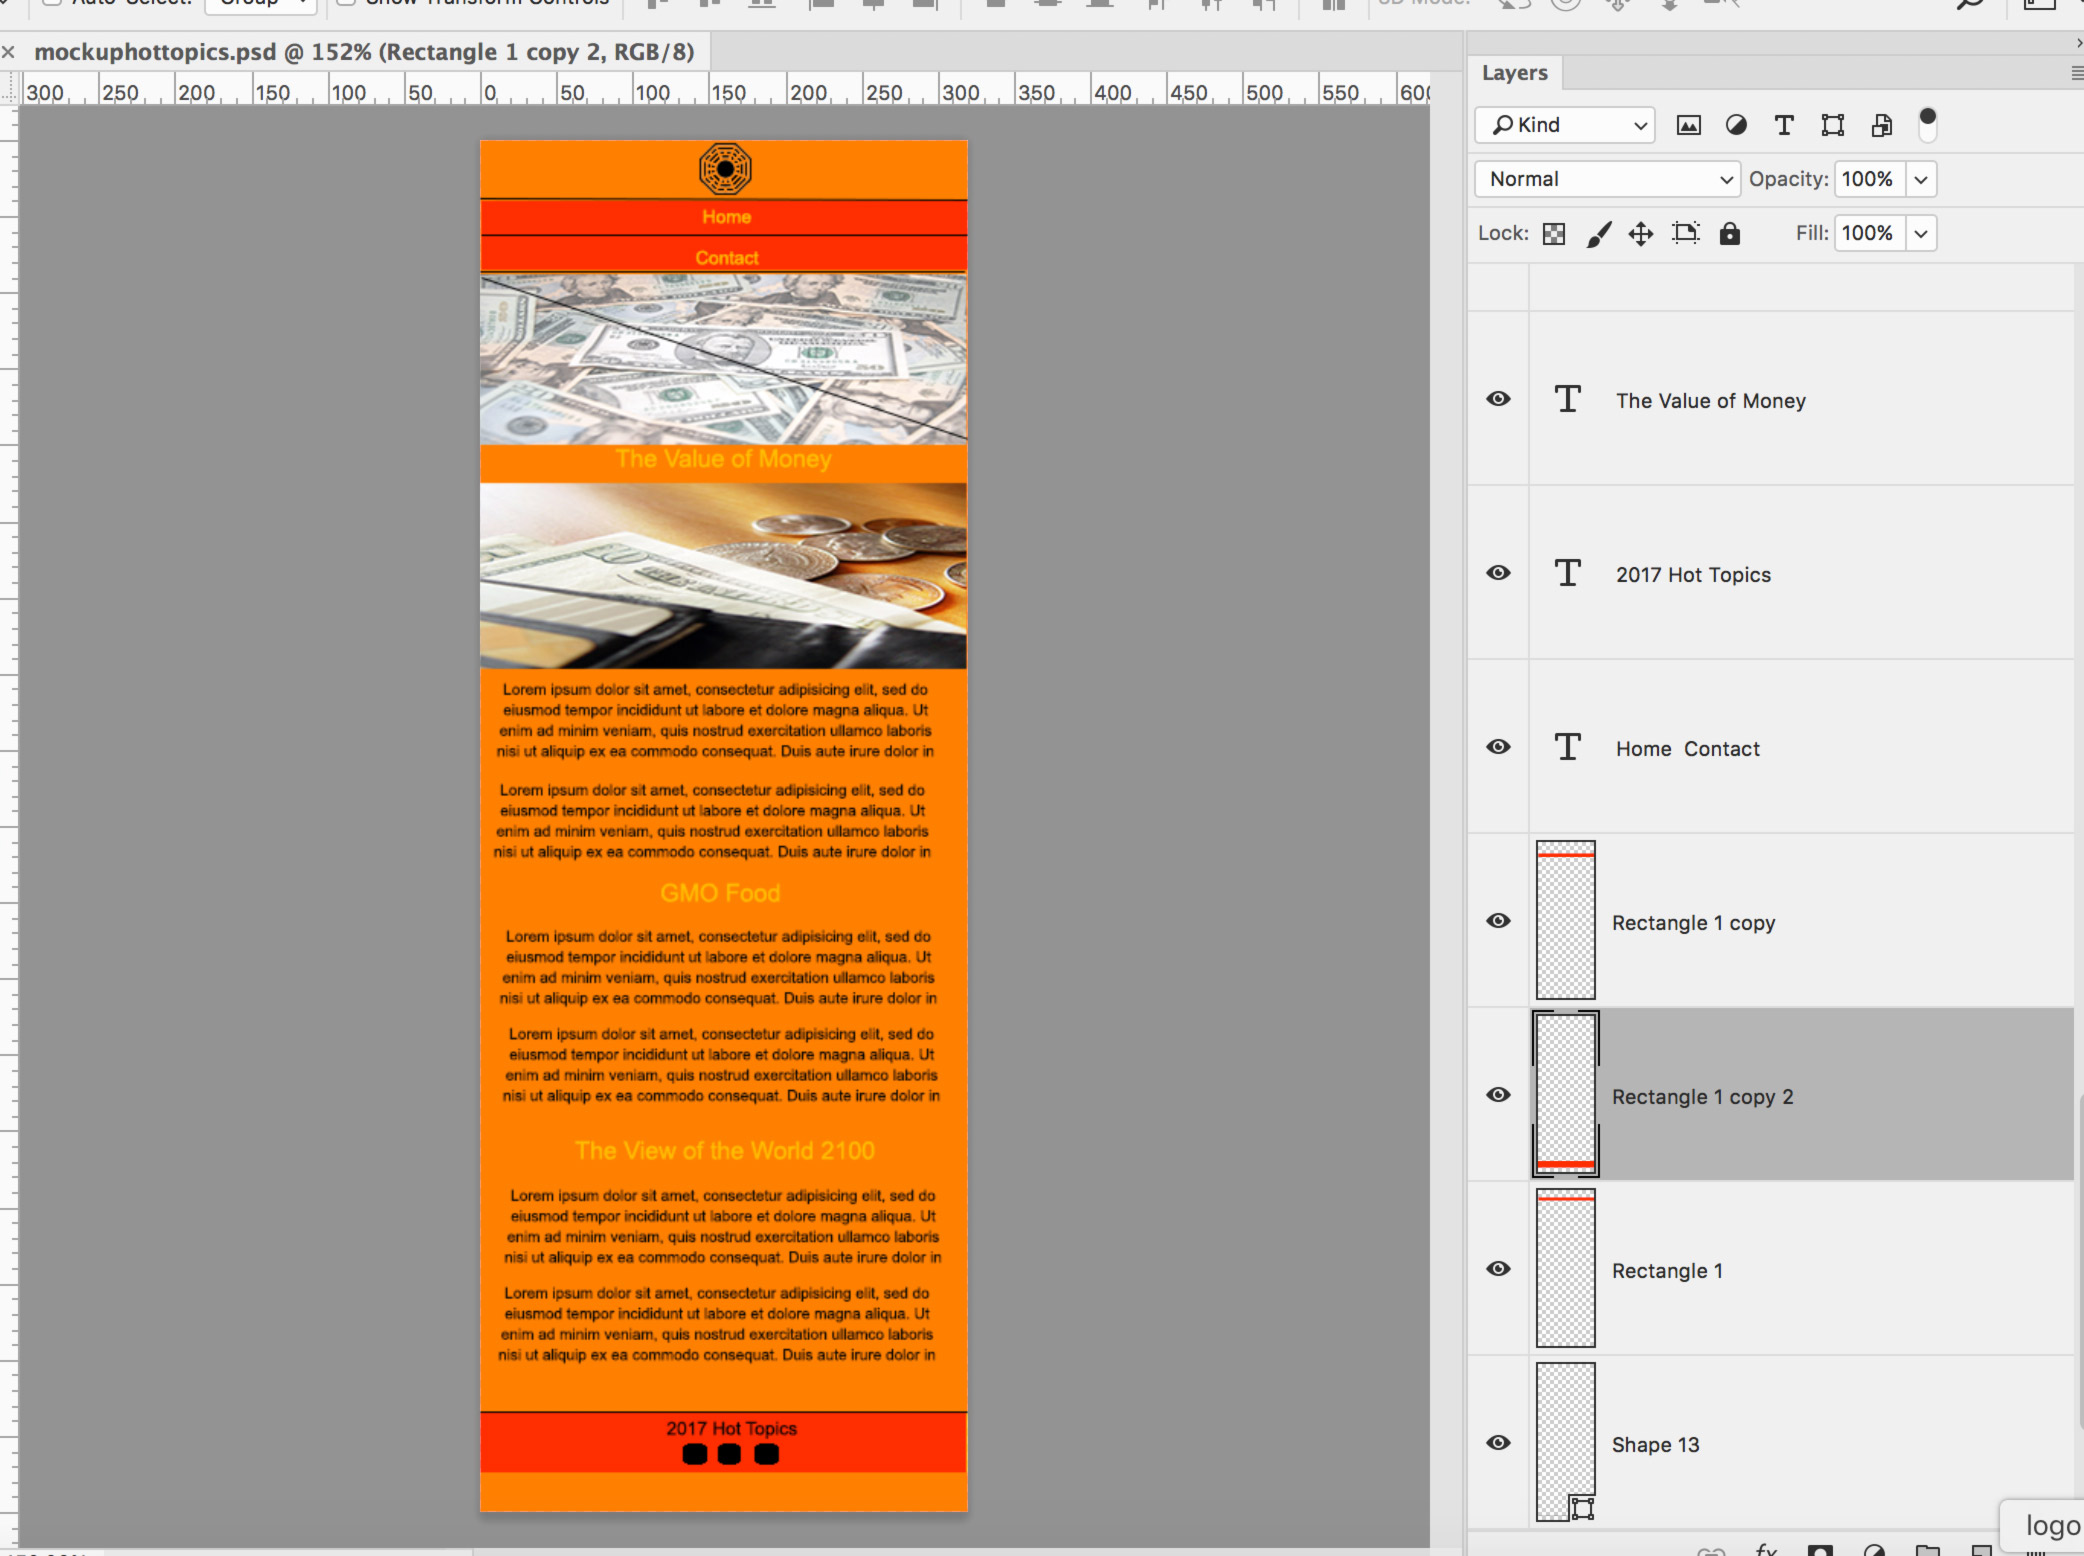 Auto-Select:
Group
Show Transform Controls
3D Mode:
mockuphottopics.psd @ 152% (Rectangle 1 copy 2, RGB/8)
300 250 200 150 100 50 0 50 100 150 200 250 300 350 400 450 500 550 600
Home
Contact
50
The Value of Money
Lorem ipsum dolor sit amet, consectetur adipisicing elit, sed do
eiusmod tempor incididunt ut labore et dolore magna aliqua. Ut
enim ad minim veniam, quis nostrud exercitation ullamco laboris
nisi ut aliquip ex ea commodo consequat. Duis aute irure dolor in
Lorem ipsum dolor sit amet, consectetur adipisicing elit, sed do
eiusmod tempor incididunt ut labore et dolore magna aliqua. Ut
enim ad minim veniam, quis nostrud exercitation ullamco laboris
nisi ut aliquip ex ea commodo consequat. Duis aute irure dolor in
GMO Food
Lorem ipsum dolor sit amet, consectetur adipisicing elit, sed do
eiusmod tempor incididunt ut labore et dolore magna aliqua. Ut
enim ad minim veniam, quis nostrud exercitation ullamco laboris
nisi ut aliquip ex ea commodo consequat. Duis aute irure dolor in
Lorem ipsum dolor sit amet, consectetur adipisicing elit, sed do
eiusmod tempor incididunt ut labore et dolore magna aliqua. Ut
enim ad minim veniam, quis nostrud exercitation ullamco laboris
nisi ut aliquip ex ea commodo consequat. Duis aute irure dolor in
The View of the World 2100
Lorem ipsum dolor sit amet, consectetur adipisicing elit, sed do
eiusmod tempor incididunt ut labore et dolore magna aliqua. Ut
enim ad minim veniam, quis nostrud exercitation ullamco laboris
nisi ut aliquip ex ea commodo consequat. Duis aute irure dolor in
Lorem ipsum dolor sit amet, consectetur adipisicing elit, sed do
eiusmod tempor incididunt ut labore et dolore magna aliqua. Ut
enim ad minim veniam, quis nostrud exercitation ullamco laboris
nisi ut aliquip ex ea commodo consequat. Duis aute irure dolor in
2017 Hot Topics
Layers
Kind
Normal
Opacity: 100%
Lock:
Fill: 100%
The Value of Money
2017 Hot Topics
Home  Contact
Rectangle 1 copy
Rectangle 1 copy 2
Rectangle 1
Shape 13
logo
fx